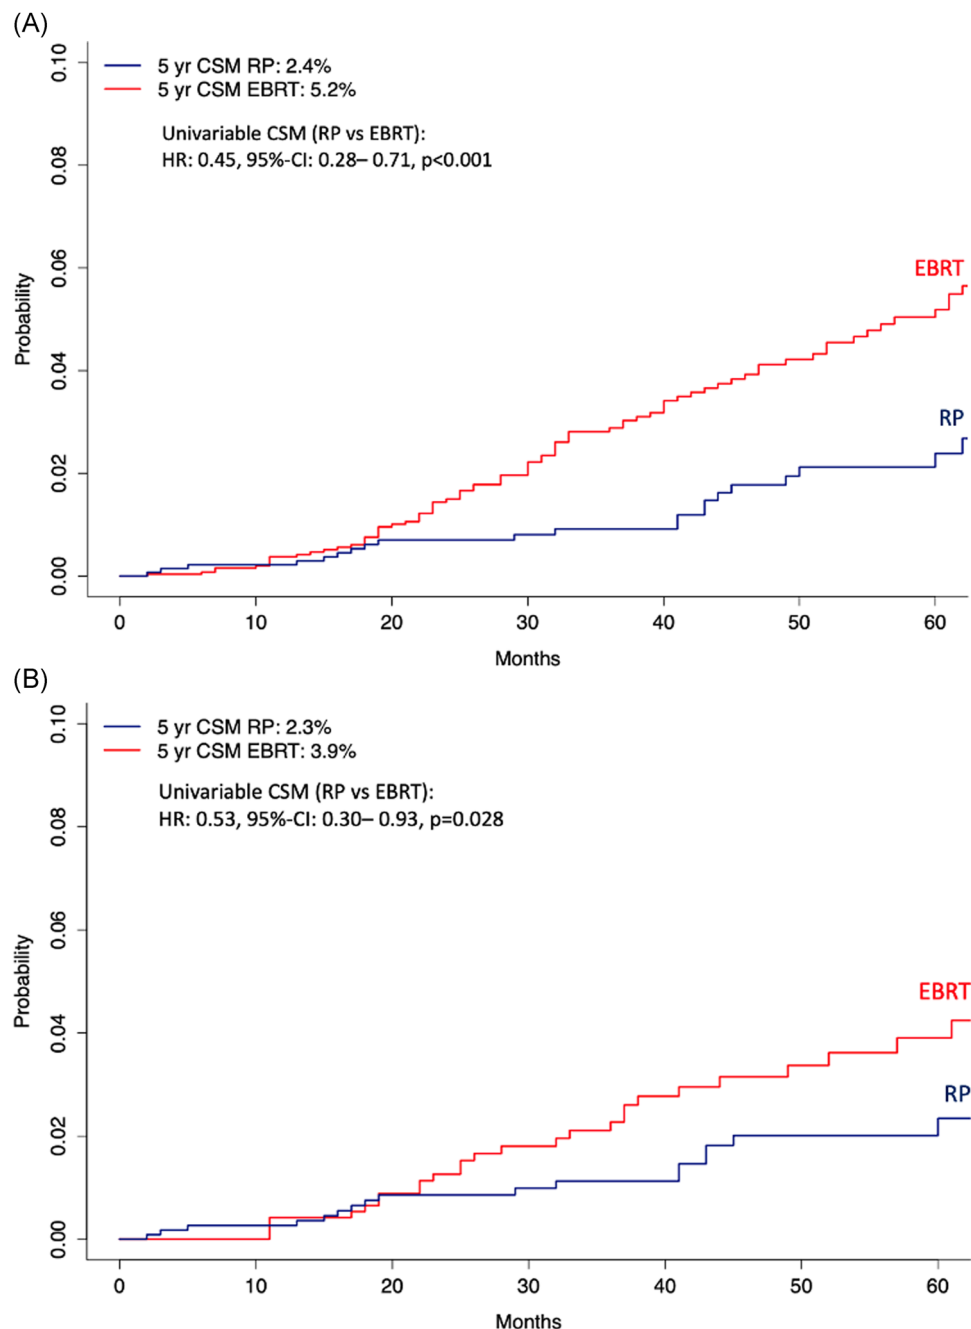 (A)
0.10
0.08
0.06
0.04
0.02
0.00
Probability
5 yr CSM RP: 2.4%
5 yr CSM EBRT: 5.2%
Univariable CSM (RP vs EBRT):
HR: 0.45, 95%-CI: 0.28– 0.71, p<0.001
EBRT
RP
0 10 20 30 40 50 60
Months
(B)
0.10
0.08
0.06
0.04
0.02
0.00
Probability
5 yr CSM RP: 2.3%
5 yr CSM EBRT: 3.9%
Univariable CSM (RP vs EBRT):
HR: 0.53, 95%-CI: 0.30– 0.93, p=0.028
EBRT
RP
0 10 20 30 40 50 60
Months